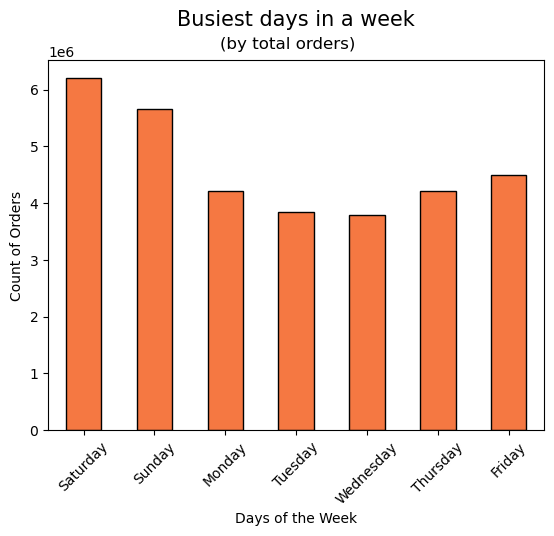 Busiest days in a week
(by total orders)
1e6
6
5
4
3
2
1
0
Count of Orders
Saturday
Sunday
Monday
Tuesday
Wednesday
Thursday
Friday
Days of the Week